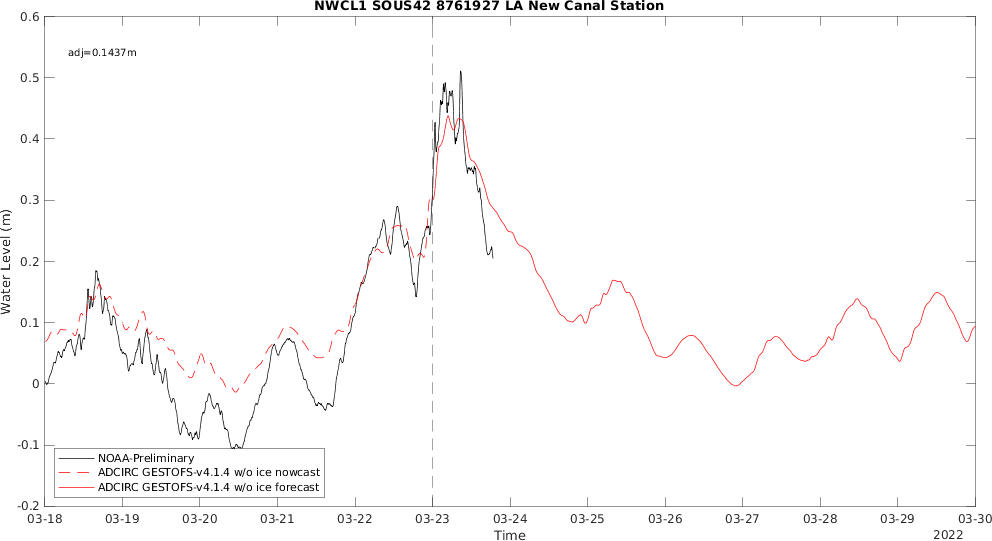 NWCL1 SOUS42 8761927 LA New Canal Station
adj=0.1437m
0.6
0.5
0.4
0.3
0.2
0.1
0
-0.1
-0.2
Water Level (m)
NOAA-Preliminary
ADCIRC GESTOFS-v4.1.4 w/o ice nowcast
ADCIRC GESTOFS-v4.1.4 w/o ice forecast
03-18 03-19 03-20 03-21 03-22 03-23 03-24 03-25 03-26 03-27 03-28 03-29 03-30
Time
2022